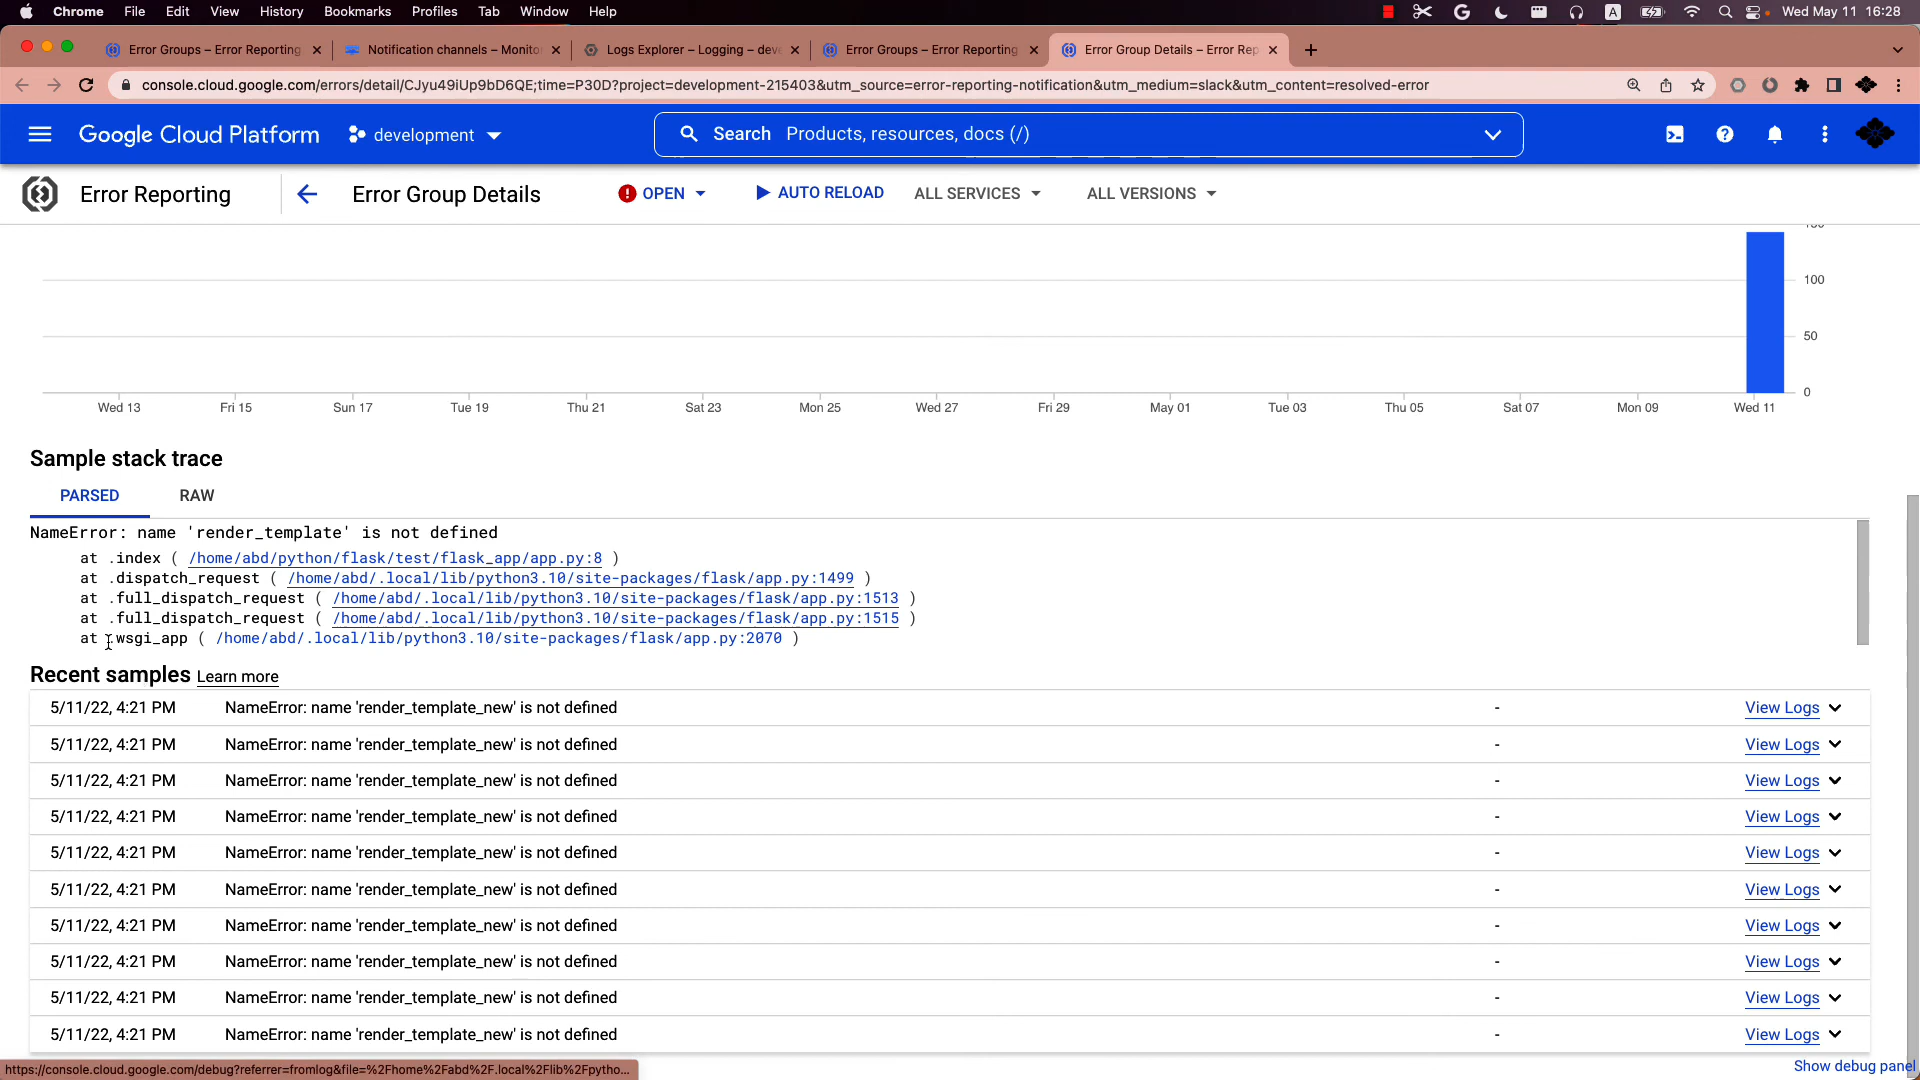 Chrome File Edit View History Bookmarks Profiles Tab Window Help A Wed May 11 16:28
Error Groups – Error Reporting Notification channels – Monito Logs Explorer – Logging – deve Error Groups – Error Reporting Error Group Details – Error Rep
console.cloud.google.com/errors/detail/CJyu49iUp9bD6QE;time=P30D?project=development-215403&utm_source=error-reporting-notification&utm_medium=slack&utm_content=resolved-error
Google Cloud Platform development Search Products, resources, docs (/)
Error Reporting Error Group Details OPEN AUTO RELOAD ALL SERVICES ALL VERSIONS
150
100
50
0
Wed 13 Fri 15 Sun 17 Tue 19 Thu 21 Sat 23 Mon 25 Wed 27 Fri 29 May 01 Tue 03 Thu 05 Sat 07 Mon 09 Wed 11
Sample stack trace
PARSED RAW
NameError: name 'render_template' is not defined
at .index ( /home/abd/python/flask/test/flask_app/app.py:8 )
at .dispatch_request ( /home/abd/.local/lib/python3.10/site-packages/flask/app.py:1499 )
at .full_dispatch_request ( /home/abd/.local/lib/python3.10/site-packages/flask/app.py:1513 )
at .full_dispatch_request ( /home/abd/.local/lib/python3.10/site-packages/flask/app.py:1515 )
at .wsgi_app ( /home/abd/.local/lib/python3.10/site-packages/flask/app.py:2070 )
Recent samples Learn more
5/11/22, 4:21 PM NameError: name 'render_template_new' is not defined - View Logs
5/11/22, 4:21 PM NameError: name 'render_template_new' is not defined - View Logs
5/11/22, 4:21 PM NameError: name 'render_template_new' is not defined - View Logs
5/11/22, 4:21 PM NameError: name 'render_template_new' is not defined - View Logs
5/11/22, 4:21 PM NameError: name 'render_template_new' is not defined - View Logs
5/11/22, 4:21 PM NameError: name 'render_template_new' is not defined - View Logs
5/11/22, 4:21 PM NameError: name 'render_template_new' is not defined - View Logs
5/11/22, 4:21 PM NameError: name 'render_template_new' is not defined - View Logs
5/11/22, 4:21 PM NameError: name 'render_template_new' is not defined - View Logs
5/11/22, 4:21 PM NameError: name 'render_template_new' is not defined - View Logs
Show debug panel
https://console.cloud.google.com/debug?referrer=fromlog&file=%2Fhome%2Fabd%2F.local%2Flib%2Fpytho...